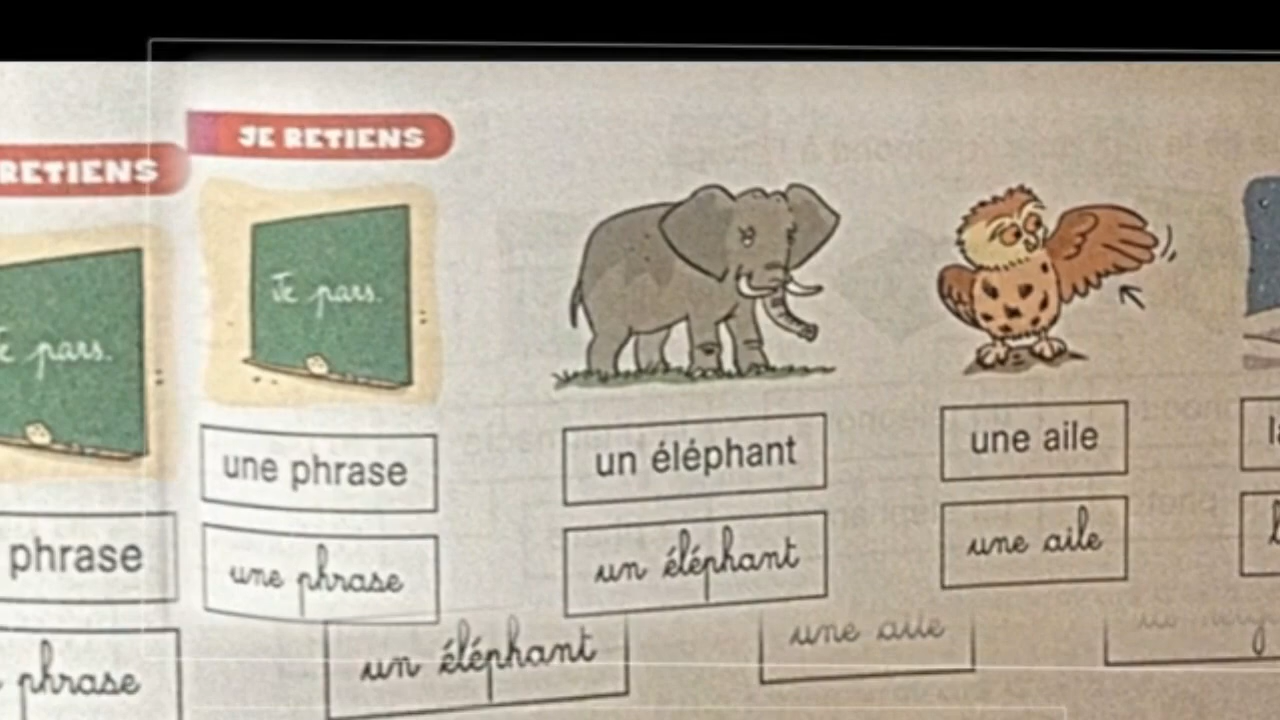 JE RETIENS
RETIENS
Je pars.
pars.
une phrase
un éléphant
une aile
phrase
une phrase
un éléphant
une aile
phrase
un éléphant
une aile